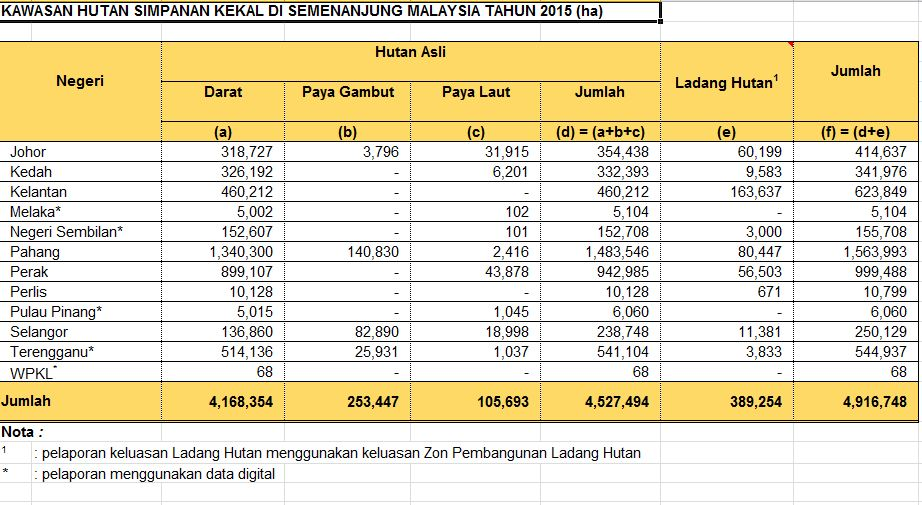 KAWASAN HUTAN SIMPANAN KEKAL DI SEMENANJUNG MALAYSIA TAHUN 2015 (ha)
Negeri Hutan Asli Ladang Hutan¹ Jumlah
Darat Paya Gambut Paya Laut Jumlah
(a) (b) (c) (d) = (a+b+c) (e) (f) = (d+e)
Johor 318,727 3,796 31,915 354,438 60,199 414,637
Kedah 326,192 - 6,201 332,393 9,583 341,976
Kelantan 460,212 - - 460,212 163,637 623,849
Melaka* 5,002 - 102 5,104 - 5,104
Negeri Sembilan* 152,607 - 101 152,708 3,000 155,708
Pahang 1,340,300 140,830 2,416 1,483,546 80,447 1,563,993
Perak 899,107 - 43,878 942,985 56,503 999,488
Perlis 10,128 - - 10,128 671 10,799
Pulau Pinang* 5,015 - 1,045 6,060 - 6,060
Selangor 136,860 82,890 18,998 238,748 11,381 250,129
Terengganu* 514,136 25,931 1,037 541,104 3,833 544,937
WPKL* 68 - - 68 - 68
Jumlah 4,168,354 253,447 105,693 4,527,494 389,254 4,916,748
Nota :
1 : pelaporan keluasan Ladang Hutan menggunakan keluasan Zon Pembangunan Ladang Hutan
* : pelaporan menggunakan data digital